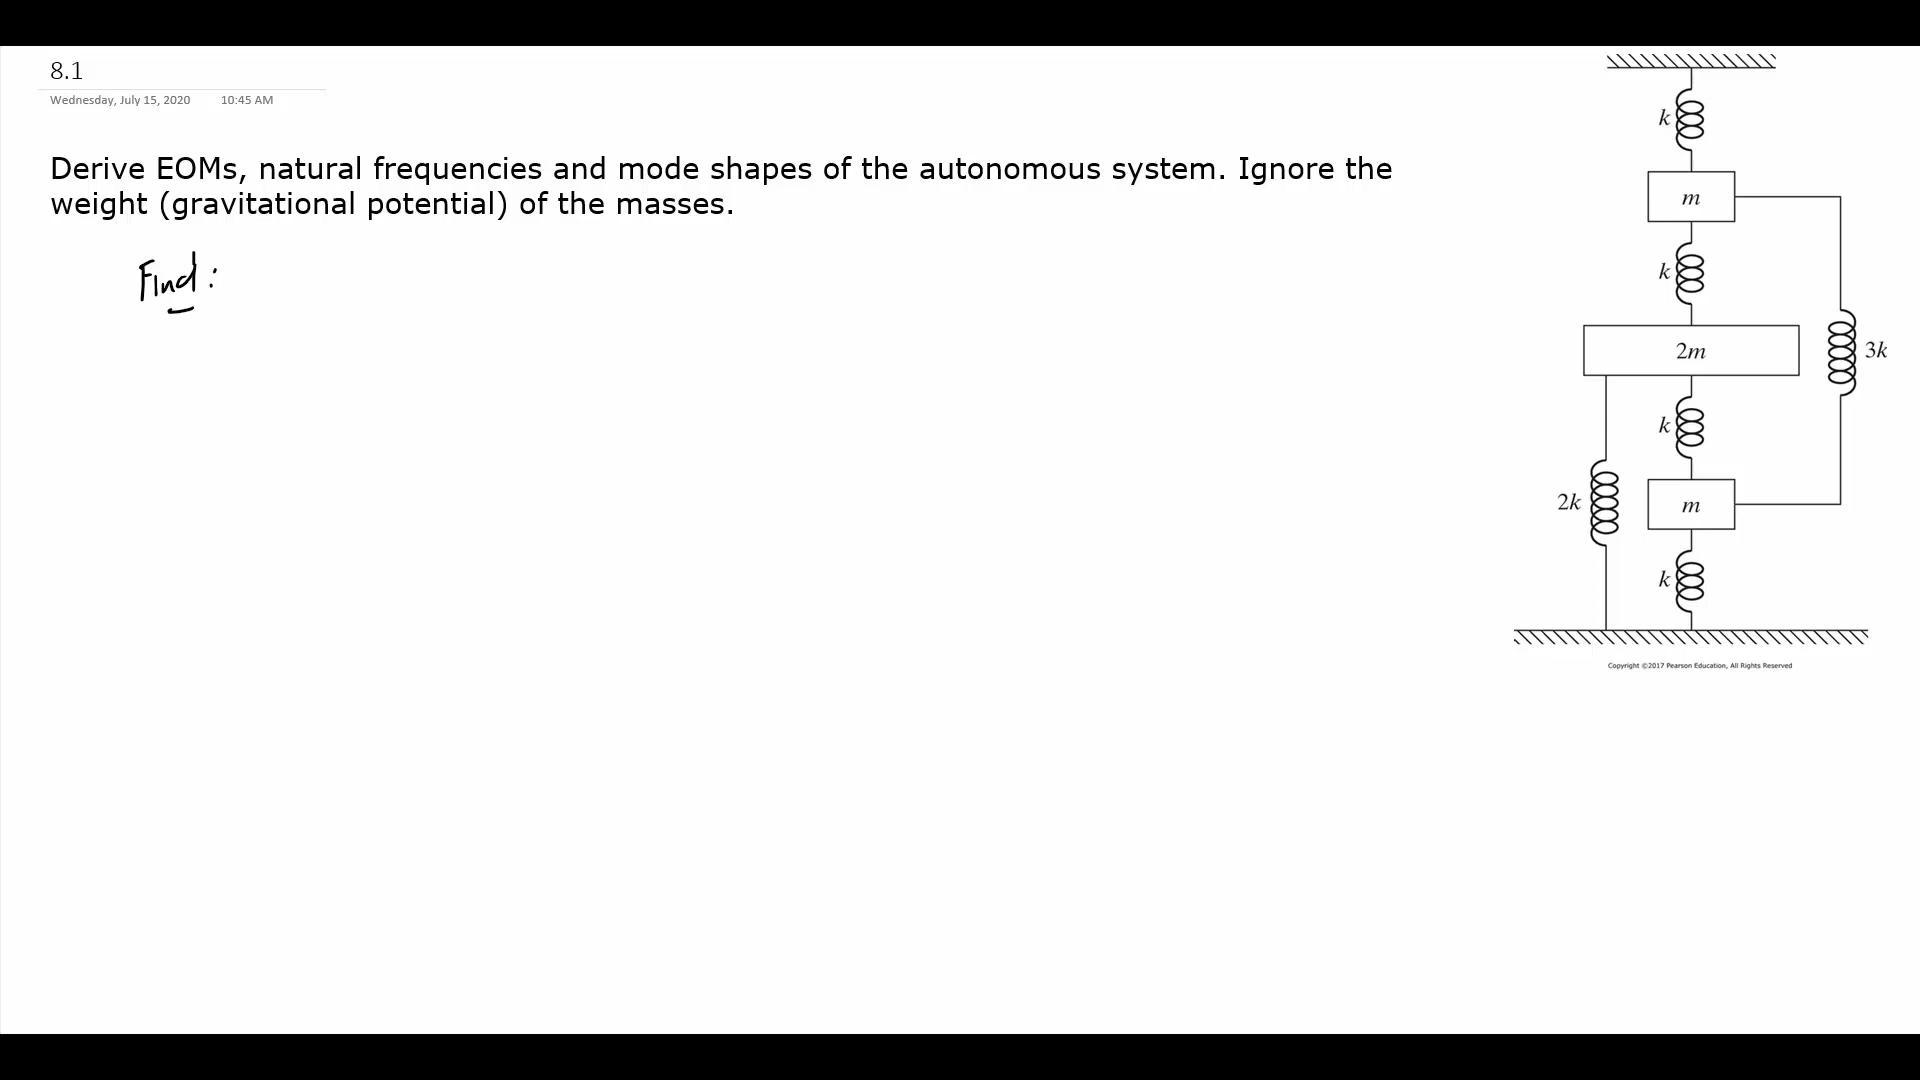 8.1
Wednesday, July 15, 2020 10:45 AM
Derive EOMs, natural frequencies and mode shapes of the autonomous system. Ignore the
weight (gravitational potential) of the masses.
Find:
k
m
k
2m
3k
k
2k
m
k
Copyright ©2017 Pearson Education, All Rights Reserved